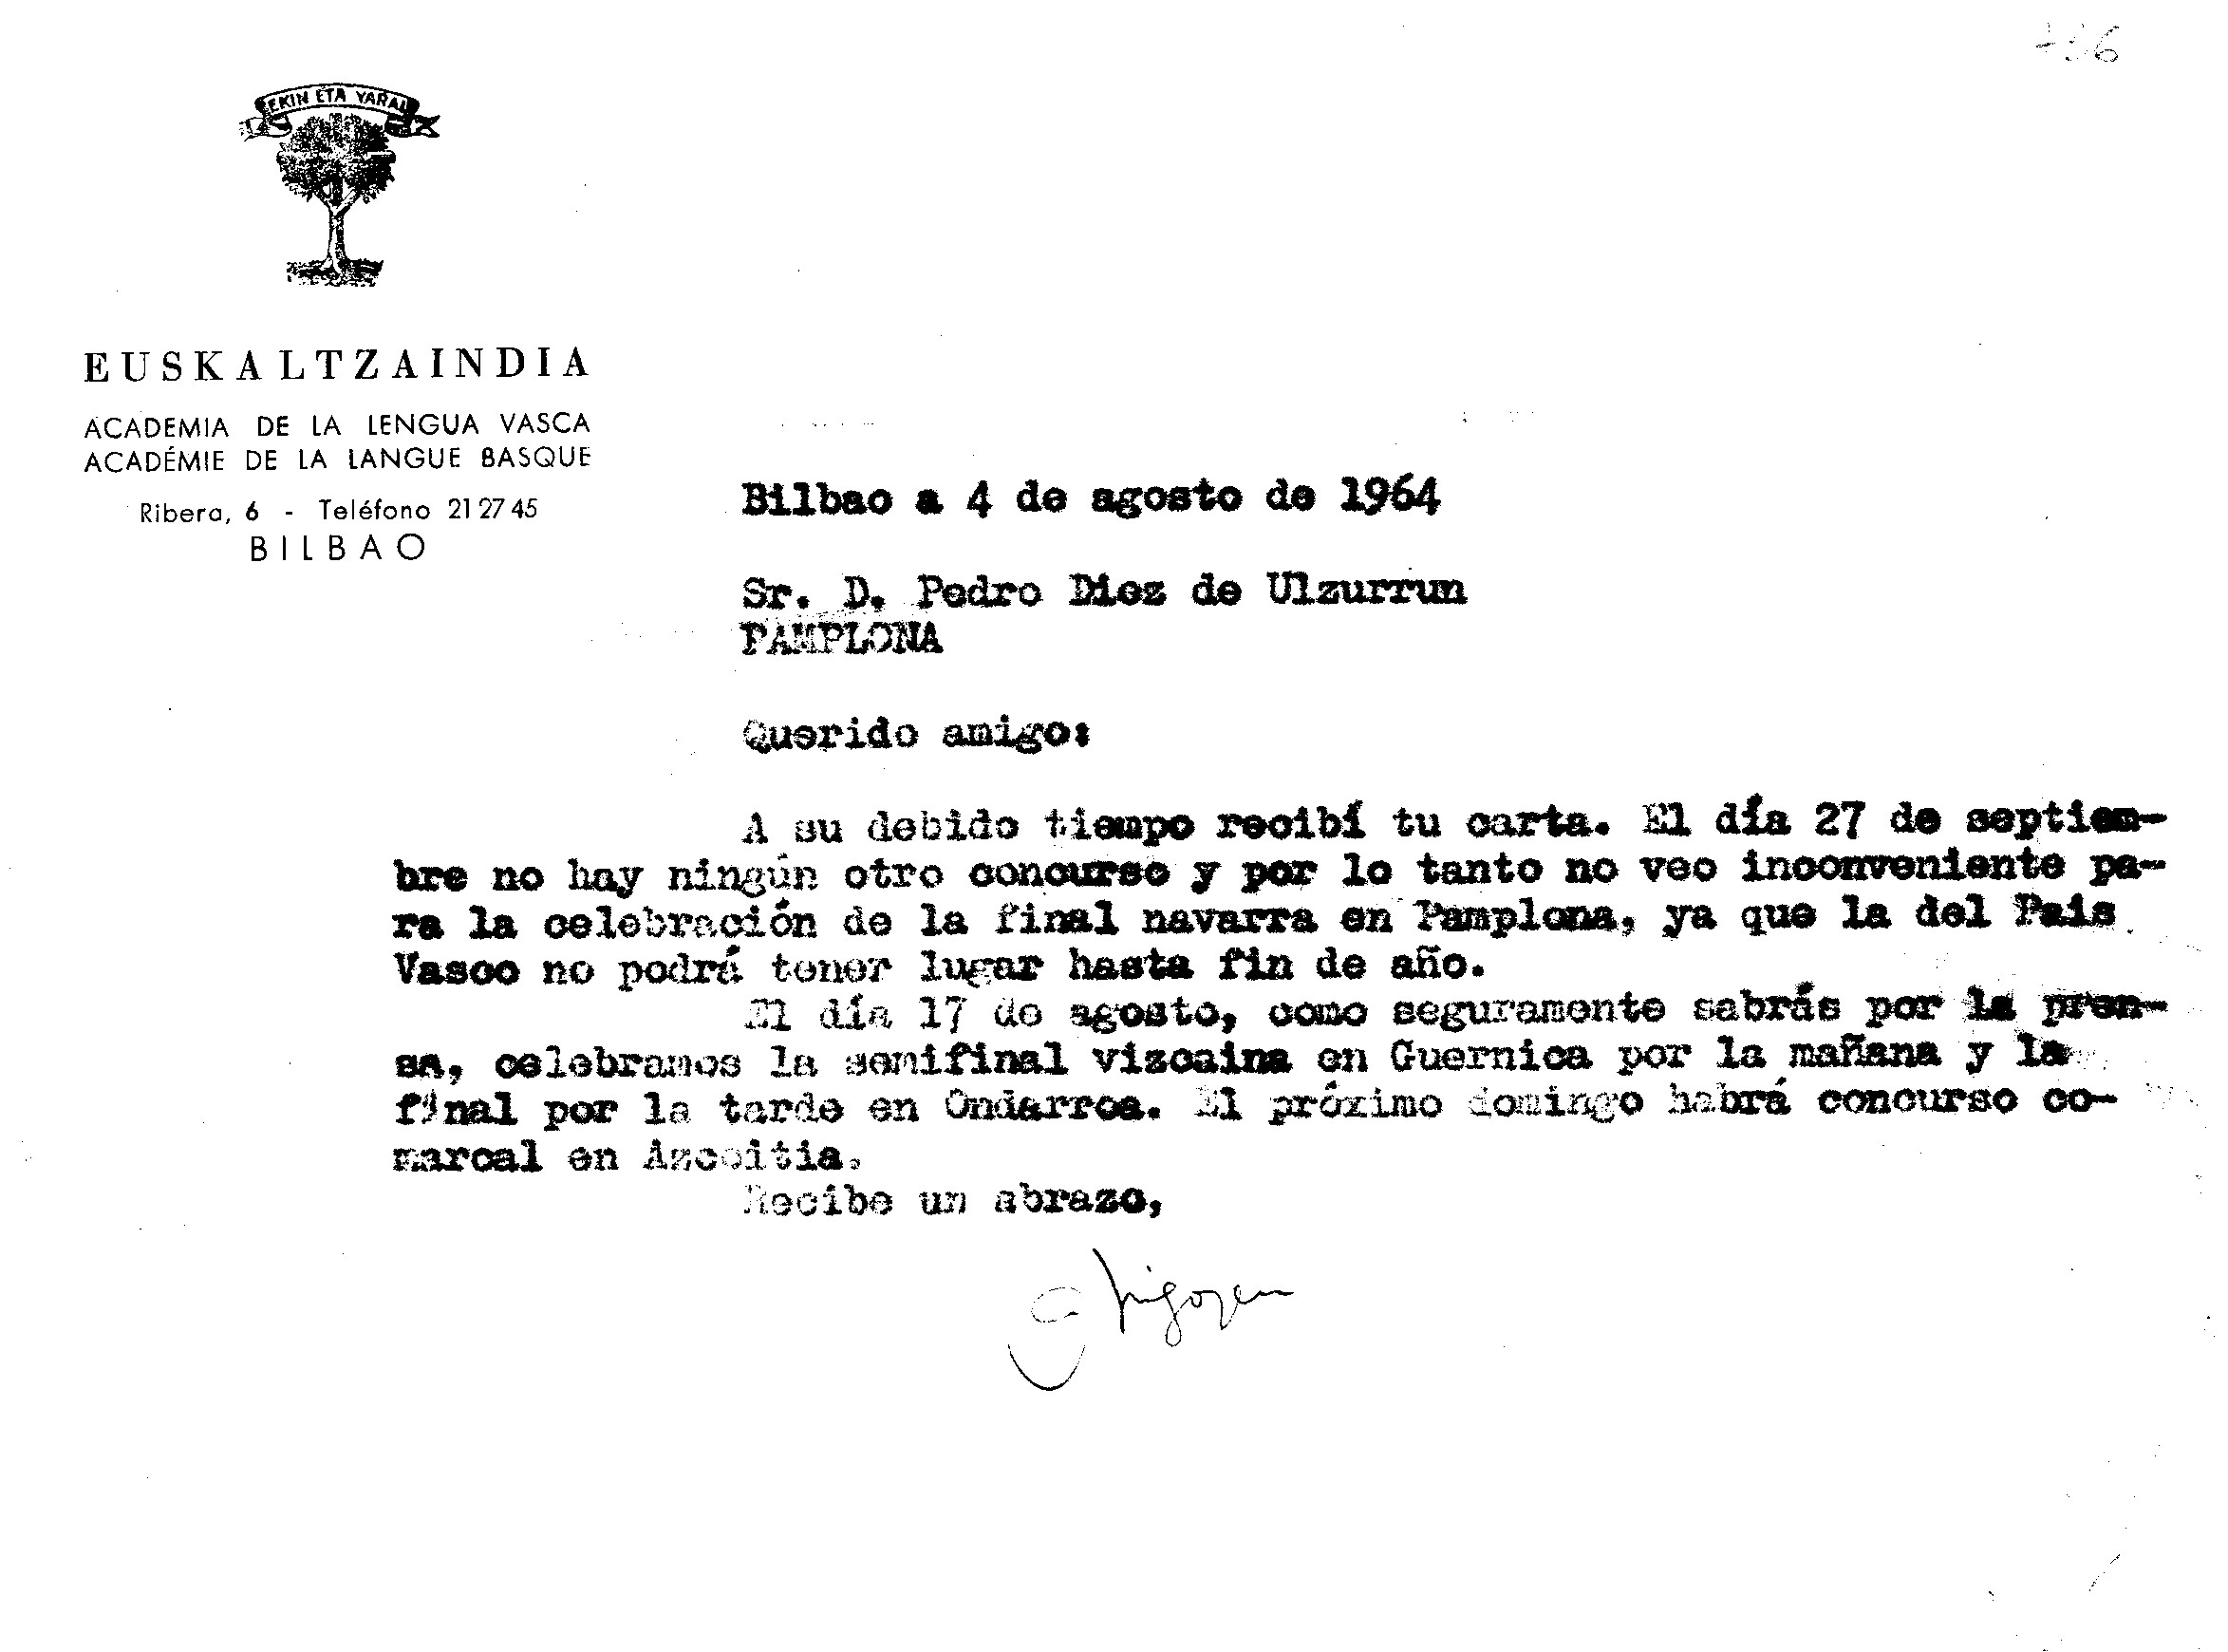 EKIN ETA YARAI
EUSKALTZAINDIA
ACADEMIA DE LA LENGUA VASCA
ACADÉMIE DE LA LANGUE BASQUE
Ribera, 6 - Teléfono 21 27 45
BILBAO
Bilbao a 4 de agosto de 1964
Sr. D. Pedro Diez de Ulzurrun
PAMPLONA
Querido amigo:
A su debido tiempo recibí tu carta. El día 27 de septiem-
bre no hay ningún otro concurso y por lo tanto no veo inconveniente pa-
ra la celebración de la final navarra en Pamplona, ya que la del Pais
Vasco no podrá tener lugar hasta fin de año.
El día 17 de agosto, como seguramente sabrás por la pren-
sa, celebramos la semifinal vizcaina en Guernica por la mañana y la
final por la tarde en Ondarroa. El próximo domingo habrá concurso co-
marcal en Azcoitia.
Recibe un abrazo,